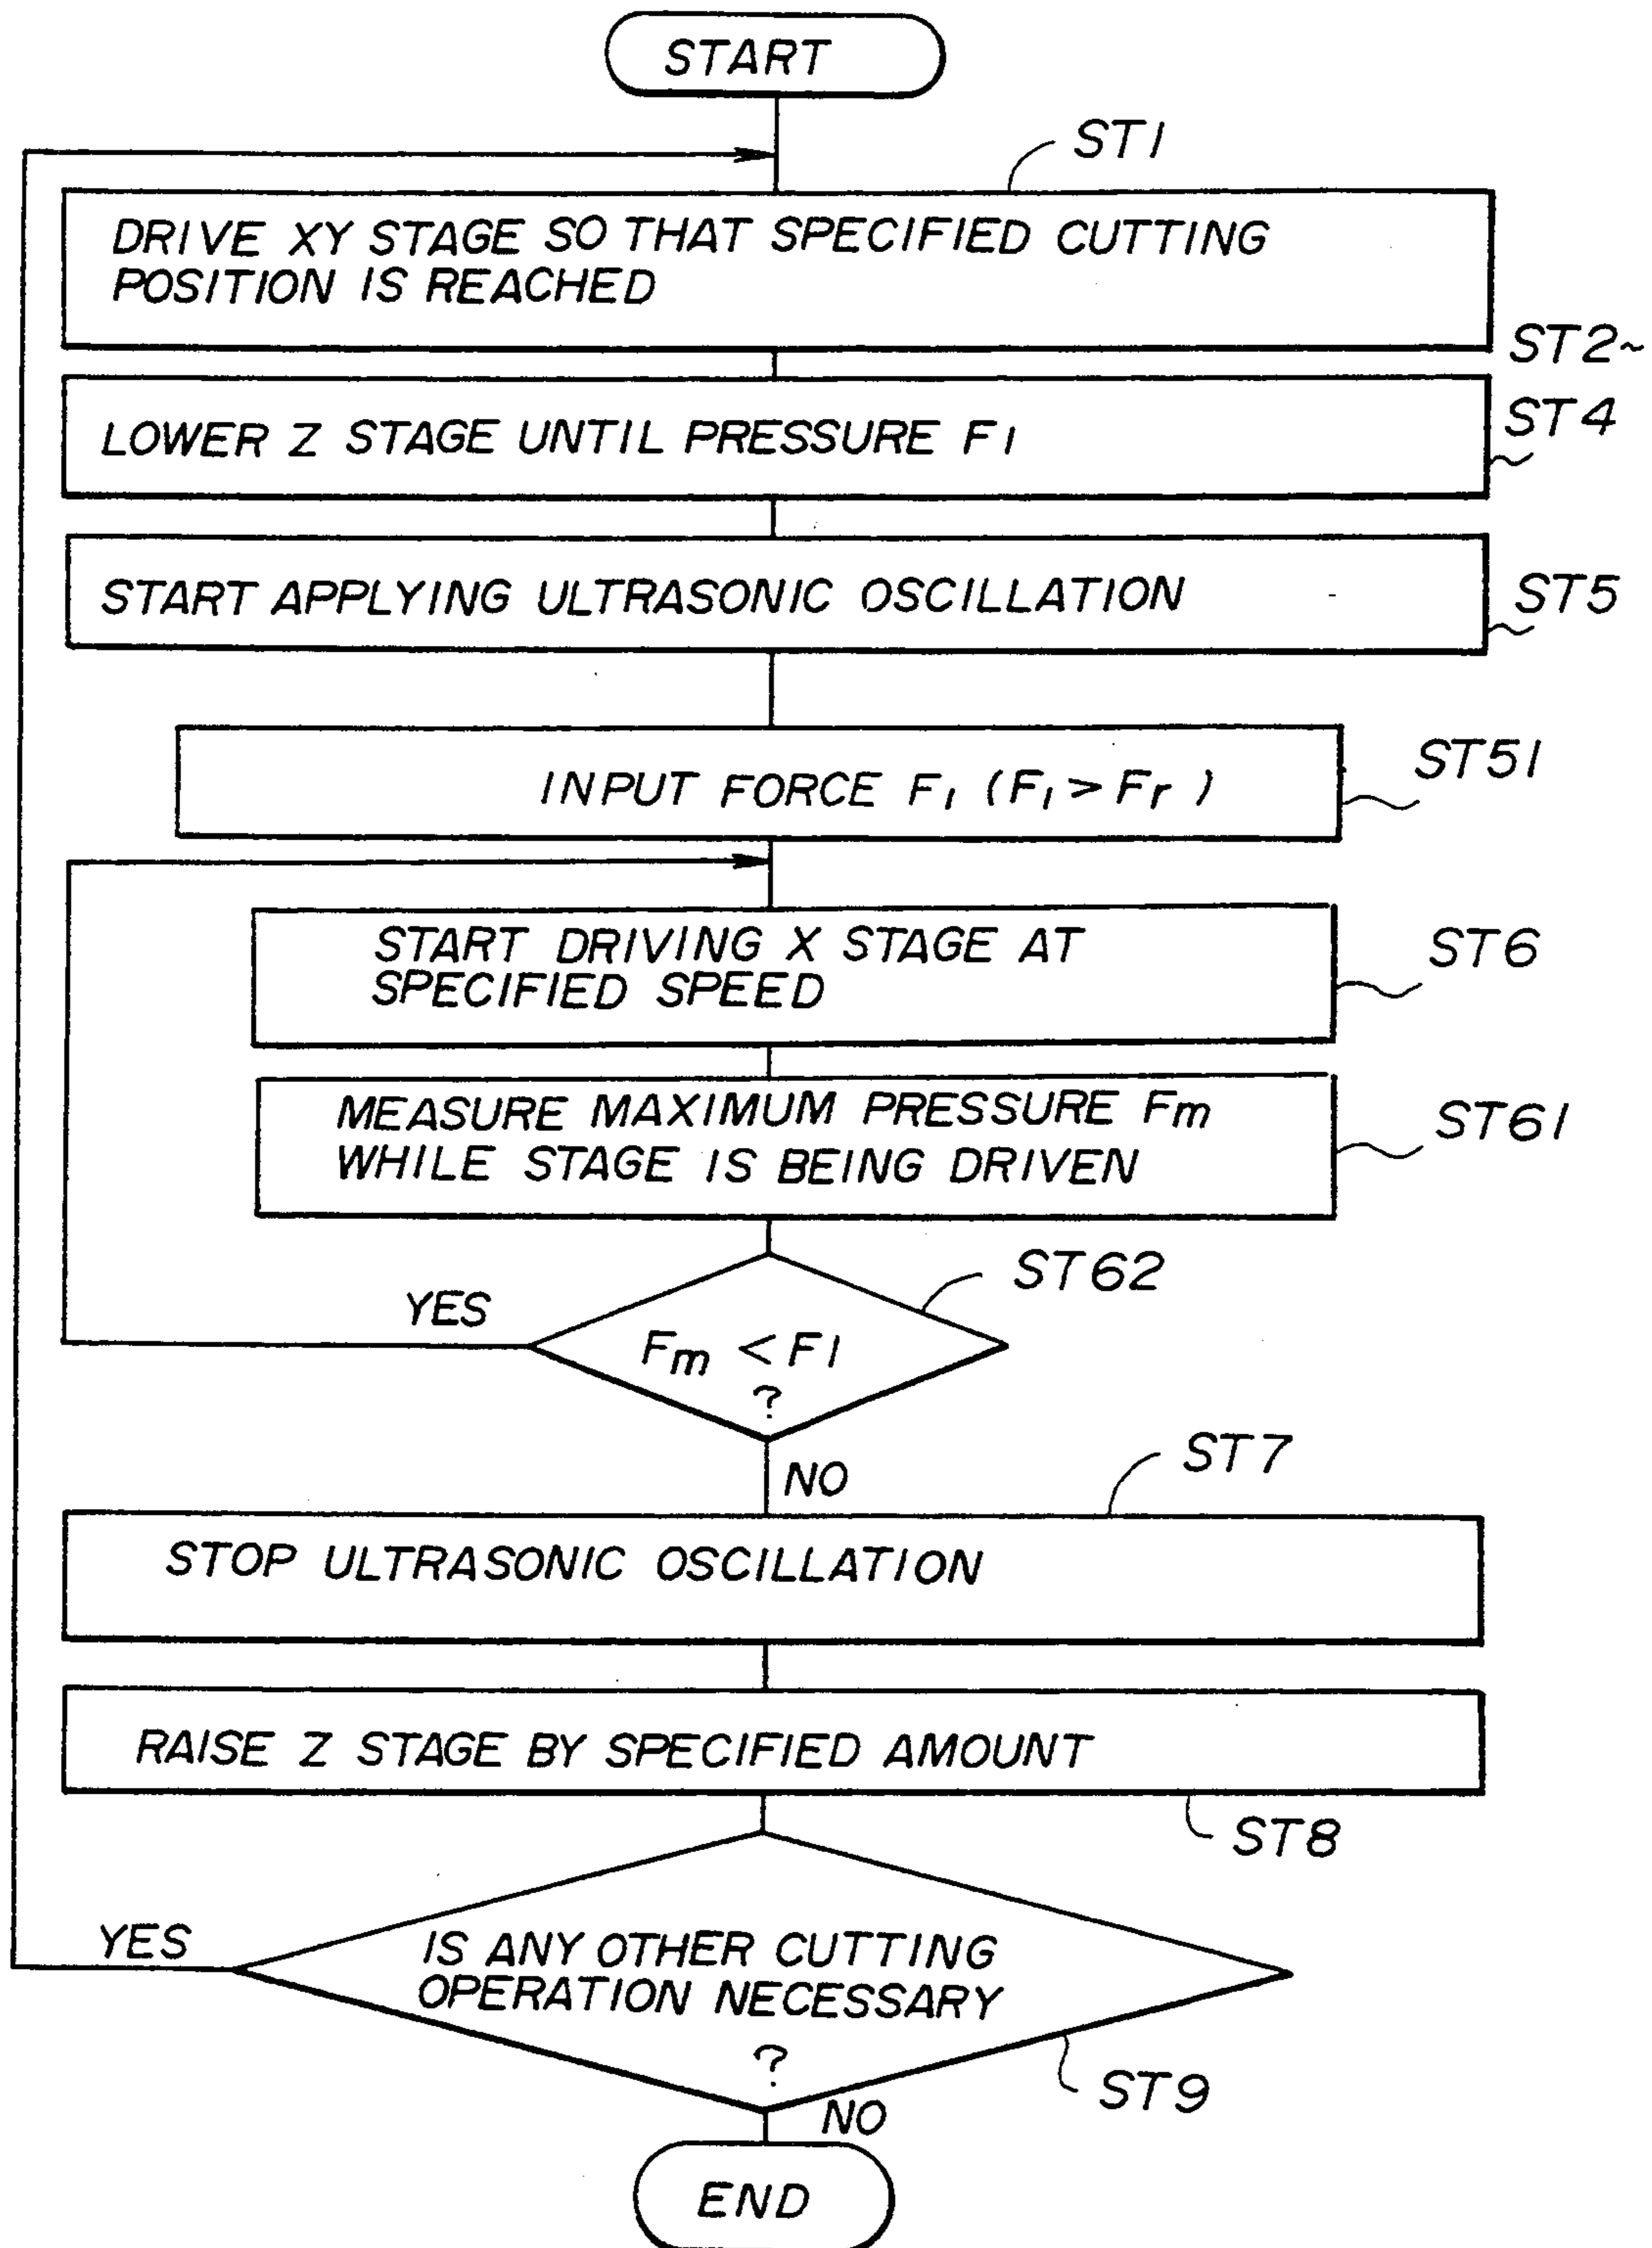 START
ST1
DRIVE XY STAGE SO THAT SPECIFIED CUTTING
POSITION IS REACHED
ST2~
ST4
LOWER Z STAGE UNTIL PRESSURE F1
START APPLYING ULTRASONIC OSCILLATION
ST5
INPUT FORCE F1 (F1 > Fr)
ST51
START DRIVING X STAGE AT
SPECIFIED SPEED
ST6
MEASURE MAXIMUM PRESSURE Fm
WHILE STAGE IS BEING DRIVEN
ST61
ST62
YES
Fm < F1
?
NO
ST7
STOP ULTRASONIC OSCILLATION
RAISE Z STAGE BY SPECIFIED AMOUNT
ST8
YES
IS ANY OTHER CUTTING
OPERATION NECESSARY
?
ST9
NO
END